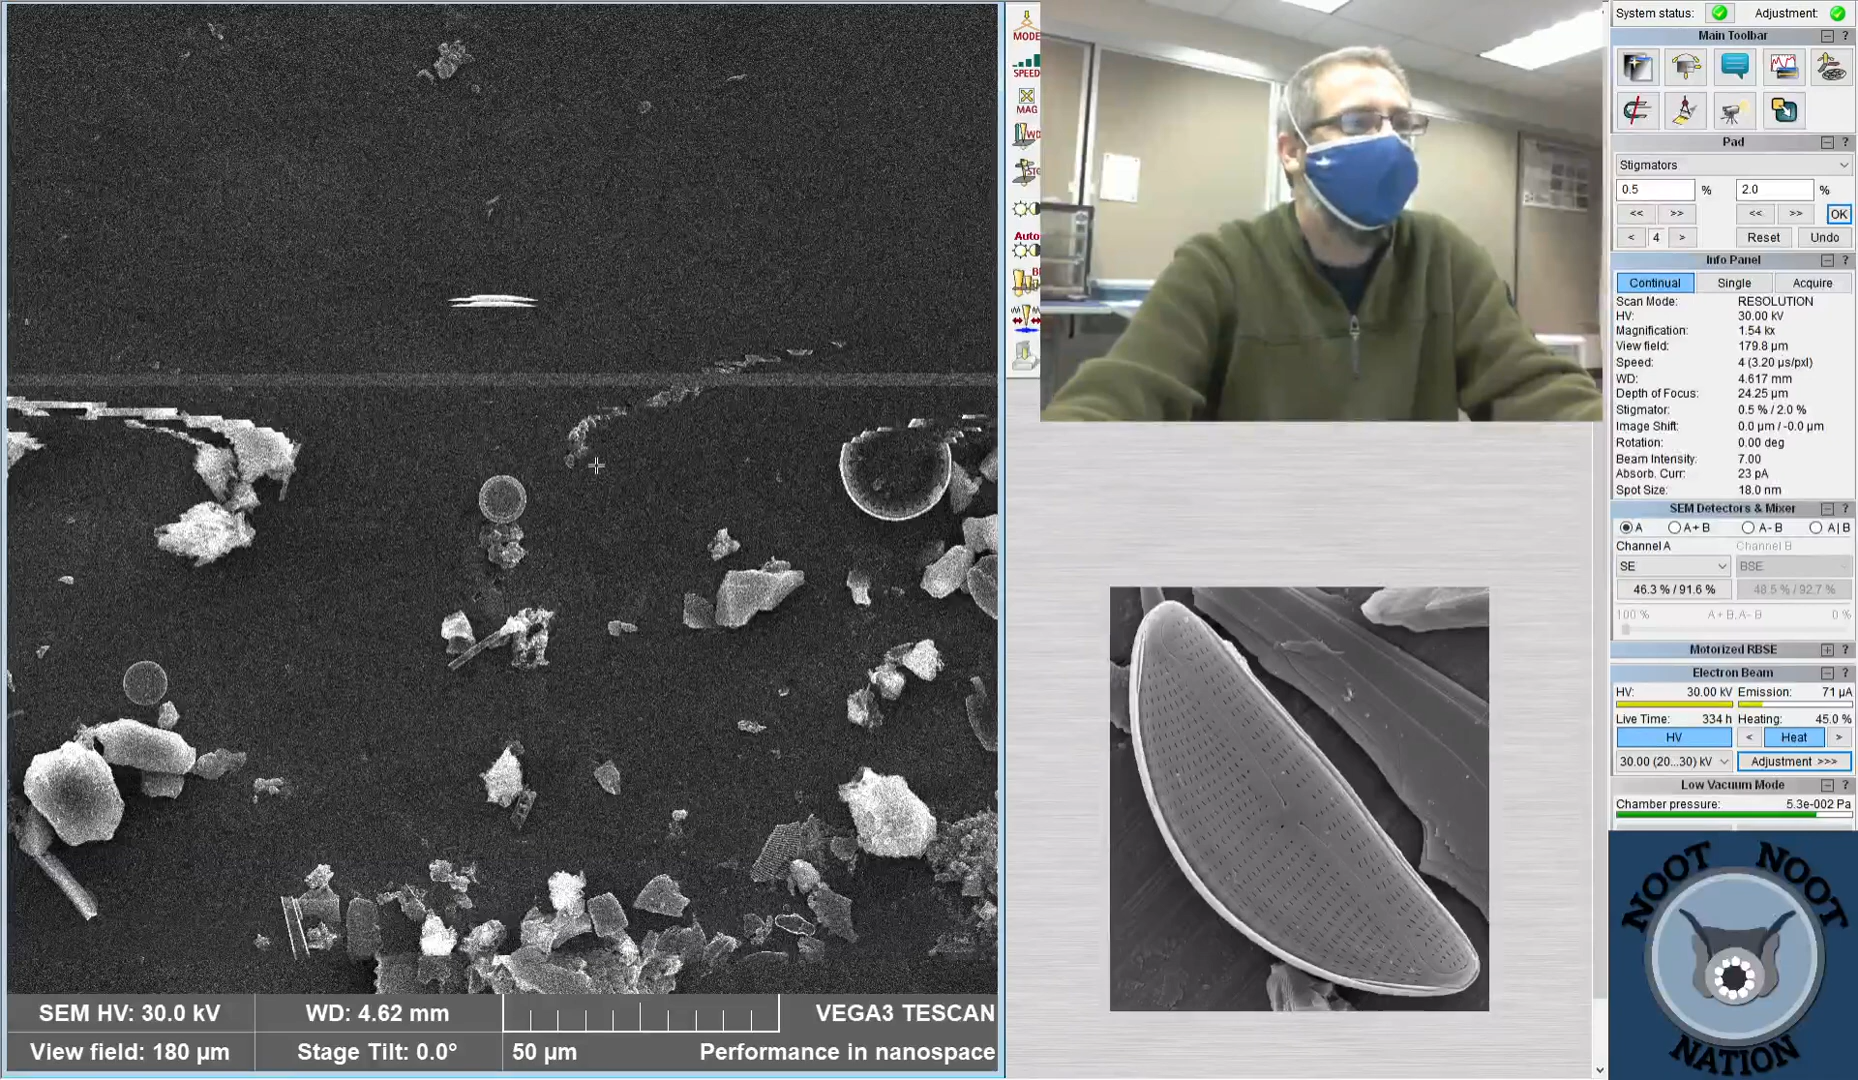 System status: Adjustment:
Main Toolbar ?
MODE
SPEED
MAG
WD
Auto
Pad ?
Stigmators
0.5 % 2.0 %
<< >> << >> OK
< 4 > Reset Undo
Info Panel ?
Continual Single Acquire
Scan Mode: RESOLUTION
HV: 30.00 kV
Magnification: 1.54 kx
View field: 179.8 µm
Speed: 4 (3.20 µs/pxl)
WD: 4.617 mm
Depth of Focus: 24.25 µm
Stigmator: 0.5 % / 2.0 %
Image Shift: 0.0 µm / -0.0 µm
Rotation: 0.00 deg
Beam Intensity: 7.00
Absorb. Curr: 23 pA
Spot Size: 18.0 nm
SEM Detectors & Mixer ?
A A + B A - B A | B
Channel A Channel B
SE BSE
46.3 % / 91.6 % 48.5 % / 92.7 %
100 % A + B, A - B 0 %
Motorized RBSE ?
Electron Beam ?
HV: 30.00 kV Emission: 71 µA
Live Time: 334 h Heating: 45.0 %
HV < Heat >
30.00 (20...30) kV Adjustment >>>
Low Vacuum Mode ?
Chamber pressure: 5.3e-002 Pa
NOOT NOOT
NATION
SEM HV: 30.0 kV WD: 4.62 mm VEGA3 TESCAN
View field: 180 µm Stage Tilt: 0.0° 50 µm Performance in nanospace